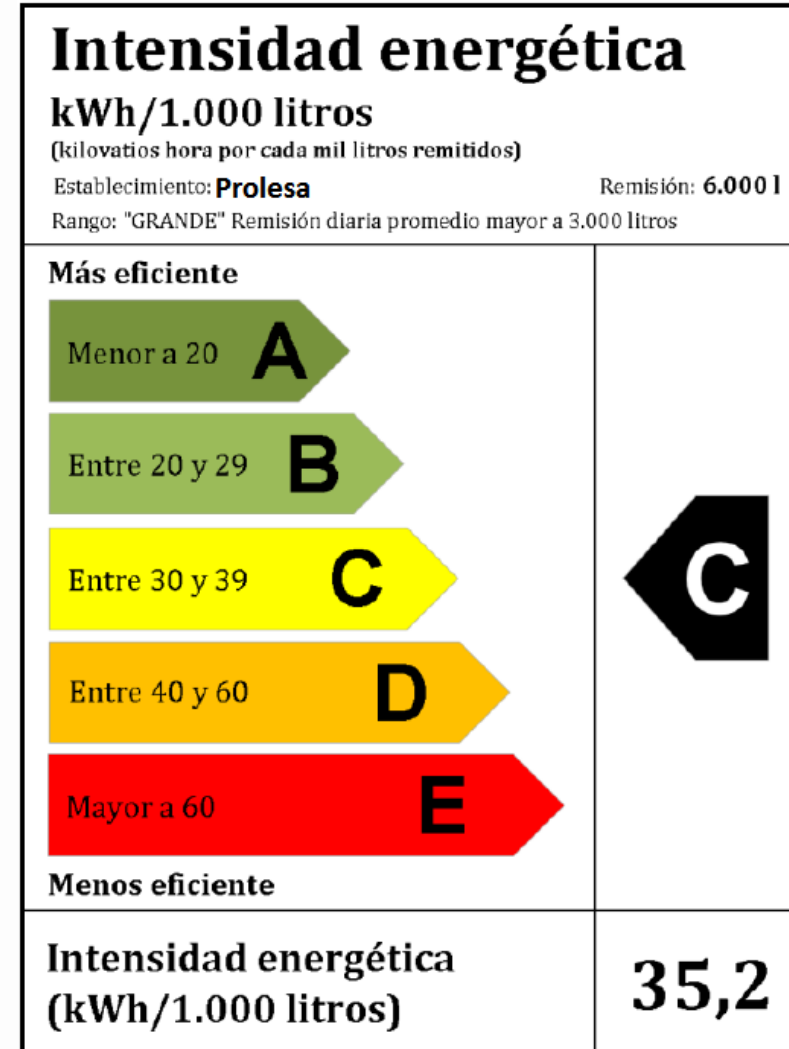 Intensidad energética
kWh/1.000 litros
(kilovatios hora por cada mil litros remitidos)
Establecimiento: Prolesa Remisión: 6.000 l
Rango: "GRANDE" Remisión diaria promedio mayor a 3.000 litros
Más eficiente
Menor a 20 A
Entre 20 y 29 B
Entre 30 y 39 C
C
Entre 40 y 60 D
Mayor a 60 E
Menos eficiente
Intensidad energética
(kWh/1.000 litros)
35,2